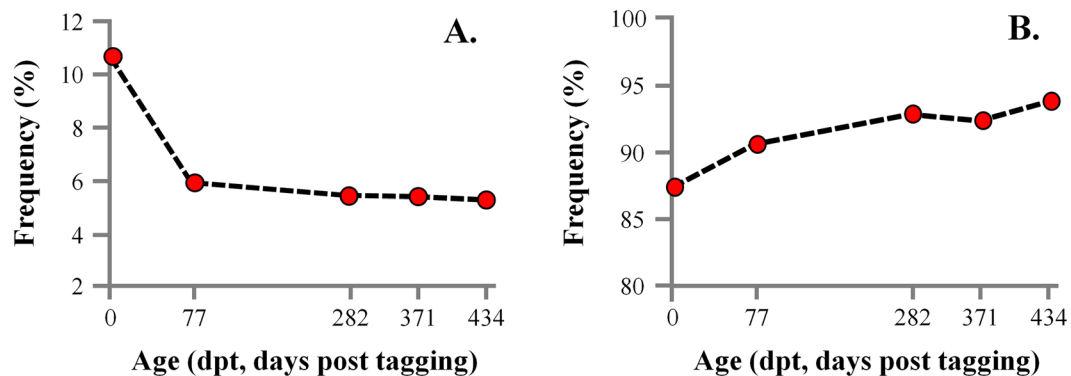 A.
Frequency (%)
12
10
8
6
4
2
0 77 282 371 434
Age (dpt, days post tagging)
B.
Frequency (%)
100
95
90
85
80
0 77 282 371 434
Age (dpt, days post tagging)